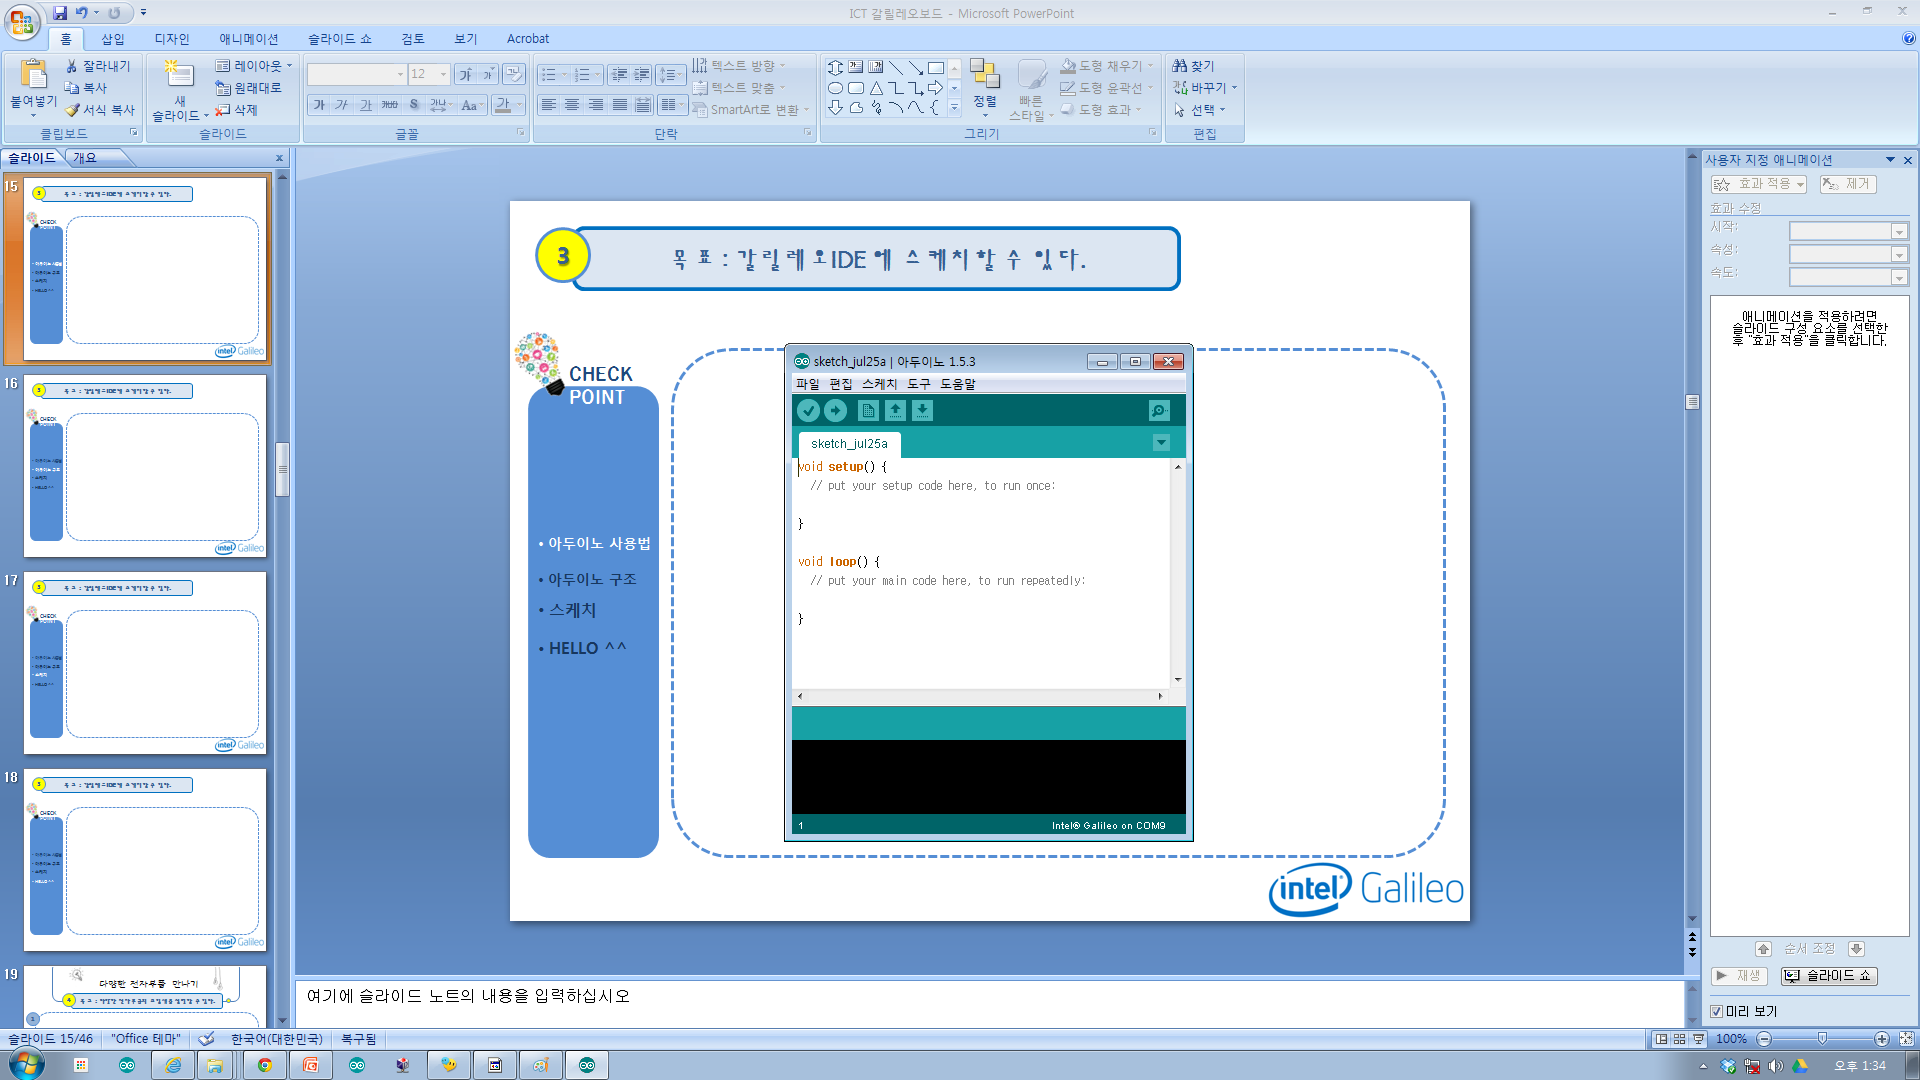 ICT 갈릴레오보드 - Microsoft PowerPoint
홈 삽입 디자인 애니메이션 슬라이드 쇼 검토 보기 Acrobat
붙여넣기
잘라내기
복사
서식 복사
클립보드
새 슬라이드
레이아웃
원래대로
삭제
슬라이드
12
글꼴
텍스트 방향
텍스트 맞춤
SmartArt로 변환
단락
정렬
빠른 스타일
도형 채우기
도형 윤곽선
도형 효과
그리기
찾기
바꾸기
선택
편집
슬라이드 개요
15
16
17
18
19
다양한 전자부품 만나기
3
목표 : 갈릴레오IDE에 스케치할 수 있다.
CHECK
POINT
• 아두이노 사용법
• 아두이노 구조
• 스케치
• HELLO ^^
sketch_jul25a | 아두이노 1.5.3
파일 편집 스케치 도구 도움말
sketch_jul25a
void setup() {
// put your setup code here, to run once:
}
void loop() {
// put your main code here, to run repeatedly:
}
1 Intel® Galileo on COM9
intel Galileo
사용자 지정 애니메이션
효과 적용 제거
효과 수정
시작:
속성:
속도:
애니메이션을 적용하려면
슬라이드 구성 요소를 선택한
후 "효과 적용"을 클릭합니다.
순서 조정
재생 슬라이드 쇼
미리 보기
여기에 슬라이드 노트의 내용을 입력하십시오
슬라이드 15/46 "Office 테마" 한국어(대한민국) 복구됨 100%
오후 1:34